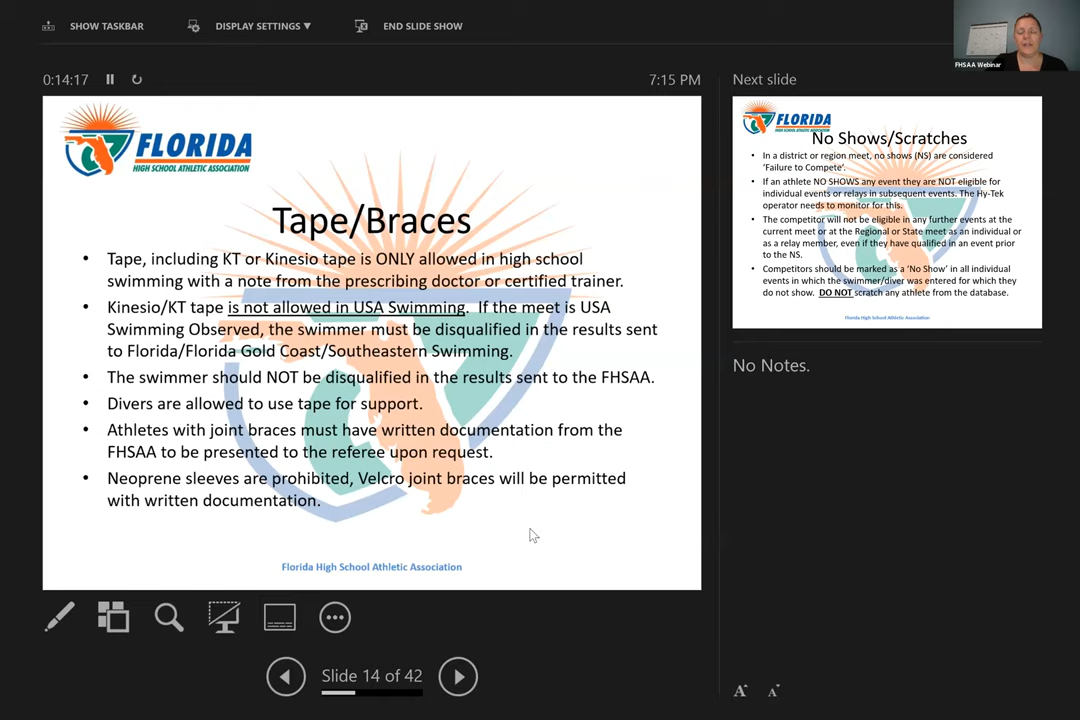 SHOW TASKBAR
DISPLAY SETTINGS ▼
END SLIDE SHOW
FHSAA Webinar
0:14:17
7:15 PM
FLORIDA
HIGH SCHOOL ATHLETIC ASSOCIATION
Tape/Braces
• Tape, including KT or Kinesio tape is ONLY allowed in high school
swimming with a note from the prescribing doctor or certified trainer.
• Kinesio/KT tape is not allowed in USA Swimming. If the meet is USA
Swimming Observed, the swimmer must be disqualified in the results sent
to Florida/Florida Gold Coast/Southeastern Swimming.
• The swimmer should NOT be disqualified in the results sent to the FHSAA.
• Divers are allowed to use tape for support.
• Athletes with joint braces must have written documentation from the
FHSAA to be presented to the referee upon request.
• Neoprene sleeves are prohibited, Velcro joint braces will be permitted
with written documentation.
Florida High School Athletic Association
Slide 14 of 42
Next slide
FLORIDA
HIGH SCHOOL ATHLETIC ASSOCIATION
No Shows/Scratches
• In a district or region meet, no shows (NS) are considered
‘Failure to Compete’.
• If an athlete NO SHOWS any event they are NOT eligible for
individual events or relays in subsequent events. The Hy-Tek
operator needs to monitor for this.
• The competitor will not be eligible in any further events at the
current meet or at the Regional or State meet as an individual or
as a relay member, even if they have qualified in an event prior
to the NS.
• Competitors should be marked as a ‘No Show’ in all individual
events in which the swimmer/diver was entered for which they
do not show. DO NOT scratch any athlete from the database.
Florida High School Athletic Association
No Notes.
A A